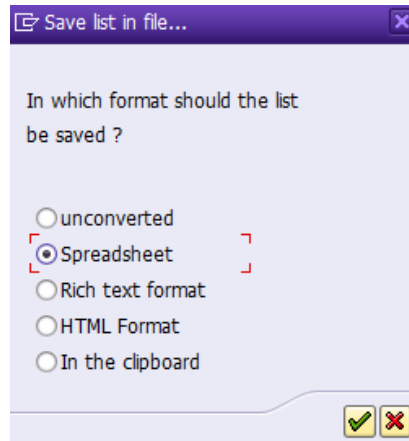 Save list in file...
In which format should the list
be saved ?
unconverted
Spreadsheet
Rich text format
HTML Format
In the clipboard